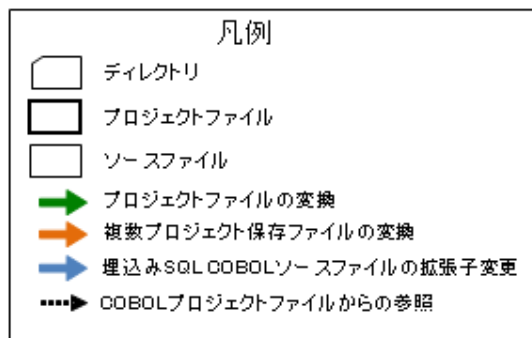 凡例
ディレクトリ
プロジェクトファイル
ソースファイル
プロジェクトファイルの変換
複数プロジェクト保存ファイルの変換
埋込みSQL COBOLソースファイルの拡張子変更
COBOLプロジェクトファイルからの参照